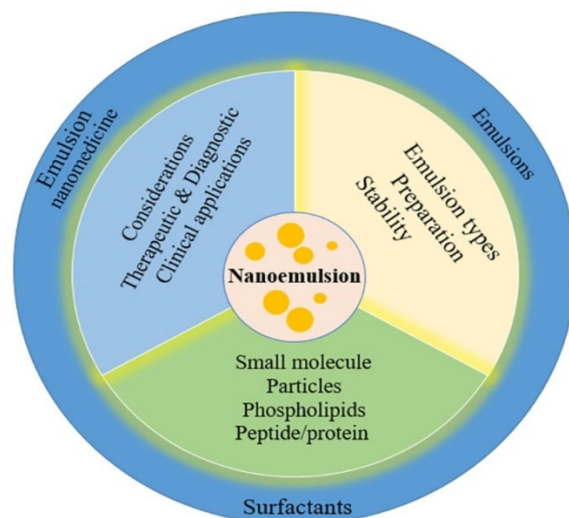 Emulsion
nanomedicine
Considerations
Therapeutic & Diagnostic
Clinical applications
Emulsions
Emulsion types
Preparation
Stability
Nanoemulsion
Small molecule
Particles
Phospholipids
Peptide/protein
Surfactants